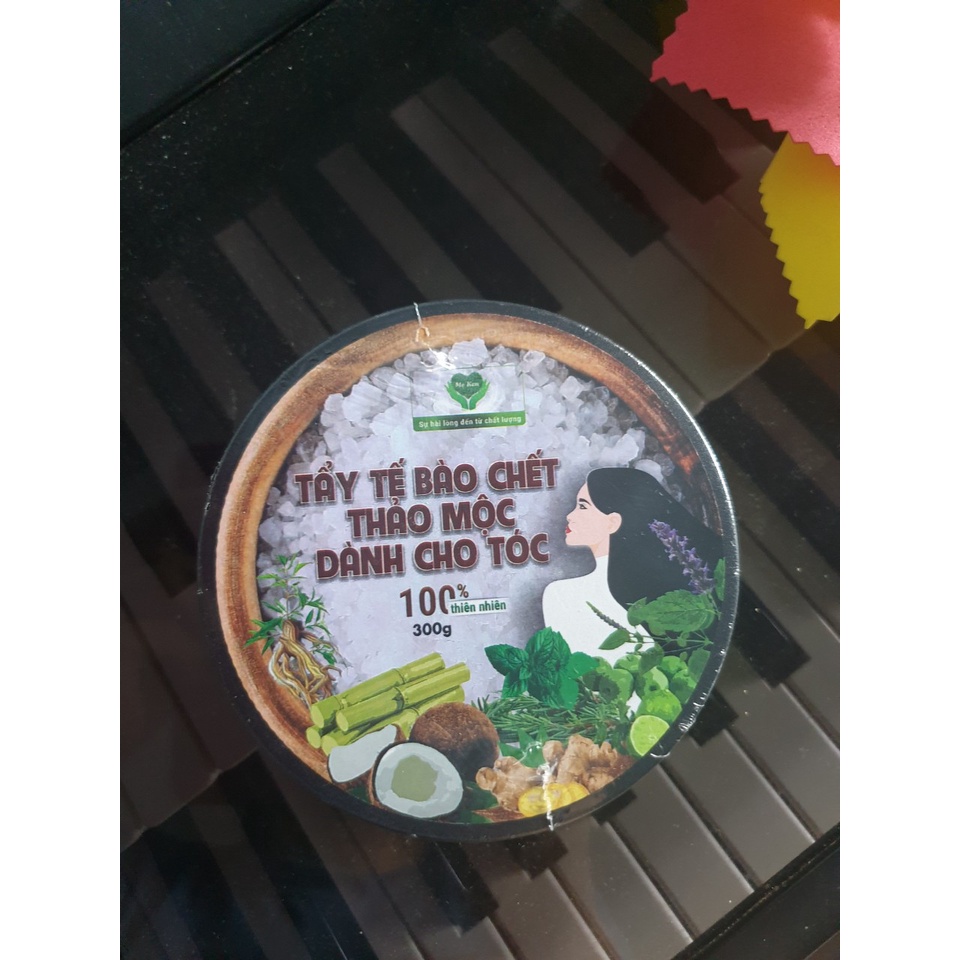 Mẹ Ken
Sự hài lòng đến từ chất lượng
TẨY TẾ BÀO CHẾT
THẢO MỘC
DÀNH CHO TÓC
100%
thiên nhiên
300g